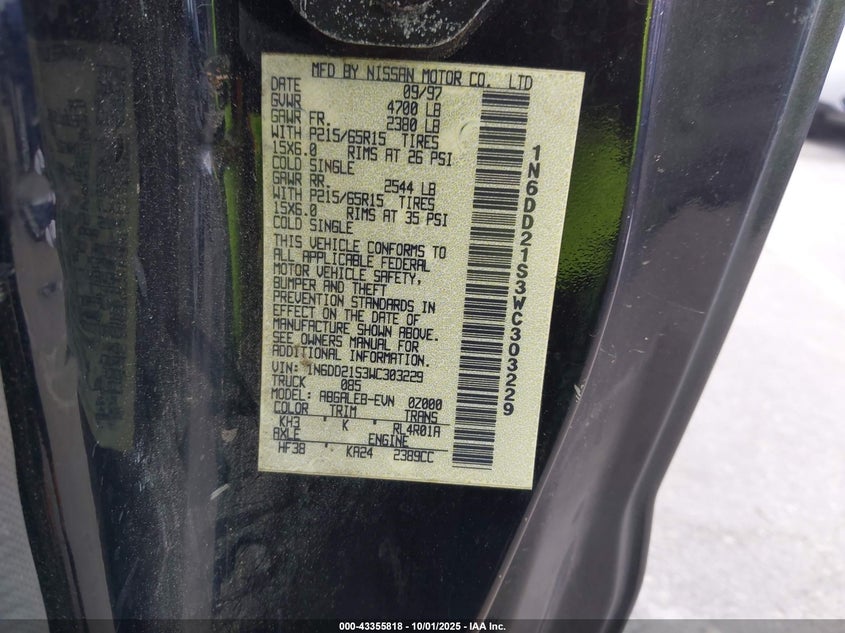 MFD BY NISSAN MOTOR CO. LTD
DATE 09/97
GVWR 4700 LB
GAWR FR. 2380 LB
WITH P215/65R15 TIRES
15X6.0 RIMS AT 26 PSI
COLD SINGLE
GAWR RR 2544 LB
WITH P215/65R15 TIRES
15X6.0 RIMS AT 35 PSI
COLD SINGLE
THIS VEHICLE CONFORMS TO
ALL APPLICABLE FEDERAL
MOTOR VEHICLE SAFETY,
BUMPER AND THEFT
PREVENTION STANDARDS IN
EFFECT ON THE DATE OF
MANUFACTURE SHOWN ABOVE.
SEE OWNERS MANUAL FOR
ADDITIONAL INFORMATION.
VIN: 1N6DD21S3WC303229
TRUCK 085
MODEL: ABGALEB-EVN 0Z000
COLOR TRIM TRANS
KH3 K RL4R01A
AXLE ENGINE
HF38 KA24 2389CC
1N6DD21S3WC303229
000-43355818 - 10/01/2025 - IAA Inc.